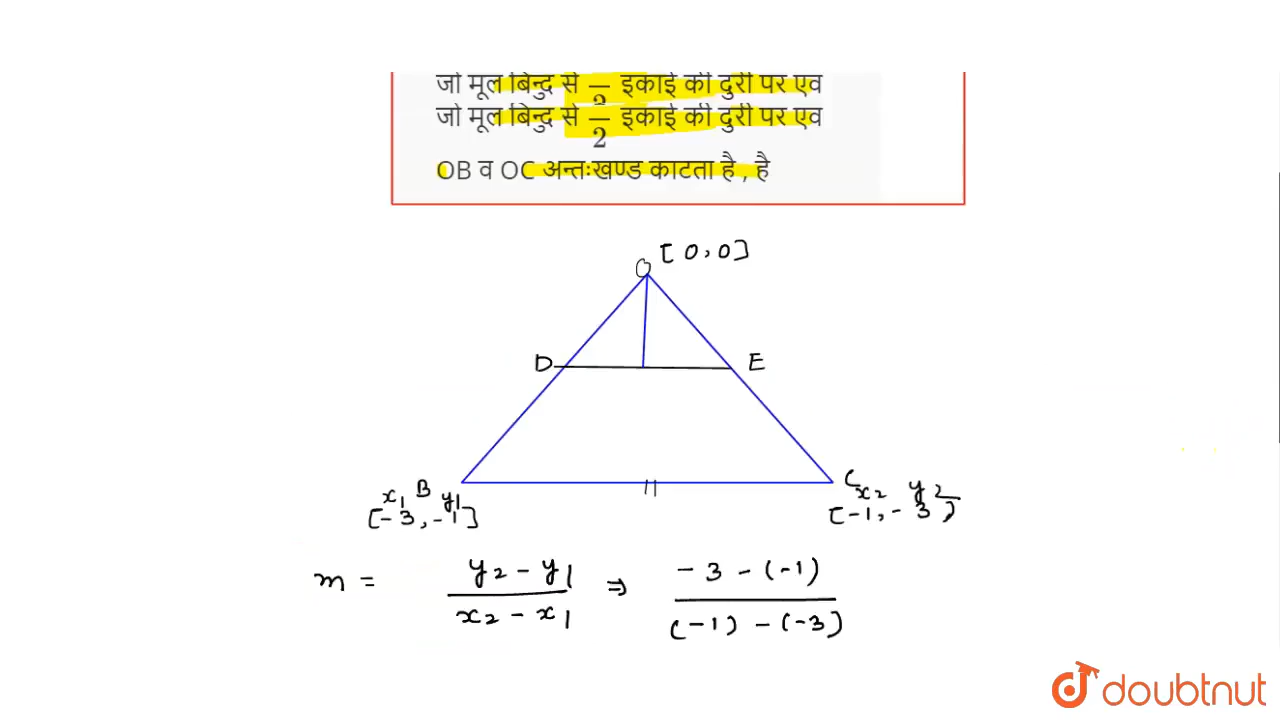 जो मूल बिन्दु से — इकाई की दुरी पर एव
जो मूल बिन्दु से —/2 इकाई की दुरी पर एव
OB व OC अन्तःखण्ड काटता है , है
O [0,0]
D E
B C
x1 y1 x2 y2
[-3,-1] [-1,-3)
m = y2 - y1 / x2 - x1 ⇒ -3-(-1) / (-1)-(-3)
doubtnut